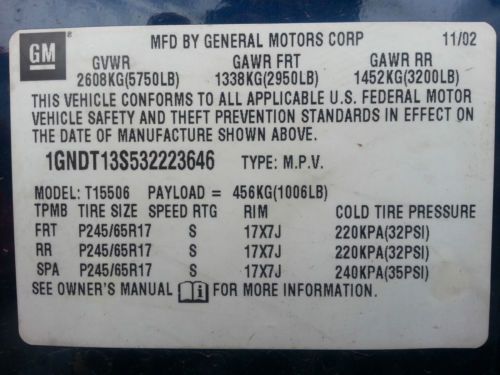 GM MFD BY GENERAL MOTORS CORP 11/02
GVWR GAWR FRT GAWR RR
2608KG(5750LB) 1338KG(2950LB) 1452KG(3200LB)
THIS VEHICLE CONFORMS TO ALL APPLICABLE U.S. FEDERAL MOTOR
VEHICLE SAFETY AND THEFT PREVENTION STANDARDS IN EFFECT ON
THE DATE OF MANUFACTURE SHOWN ABOVE.
1GNDT13S532223646 TYPE: M.P.V.
MODEL: T15506 PAYLOAD = 456KG(1006LB)
TPMB TIRE SIZE SPEED RTG RIM COLD TIRE PRESSURE
FRT P245/65R17 S 17X7J 220KPA(32PSI)
RR P245/65R17 S 17X7J 220KPA(32PSI)
SPA P245/65R17 S 17X7J 240KPA(35PSI)
SEE OWNER'S MANUAL FOR MORE INFORMATION.